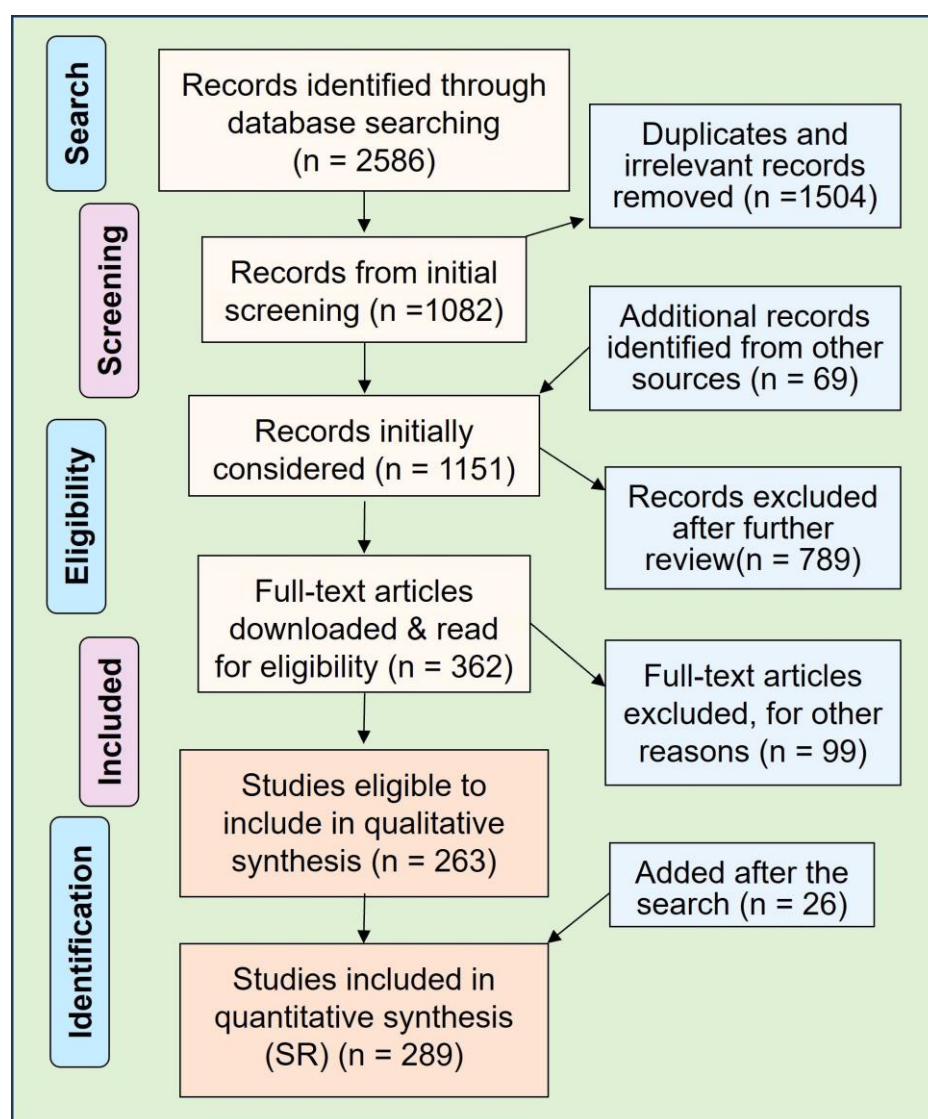 Search
Records identified through
database searching
(n = 2586)
Duplicates and
irrelevant records
removed (n =1504)
Screening
Records from initial
screening (n =1082)
Additional records
identified from other
sources (n = 69)
Records initially
considered (n = 1151)
Eligibility
Records excluded
after further
review(n = 789)
Full-text articles
downloaded & read
for eligibility (n = 362)
Included
Full-text articles
excluded, for other
reasons (n = 99)
Studies eligible to
include in qualitative
synthesis (n = 263)
Identification
Added after the
search (n = 26)
Studies included in
quantitative synthesis
(SR) (n = 289)